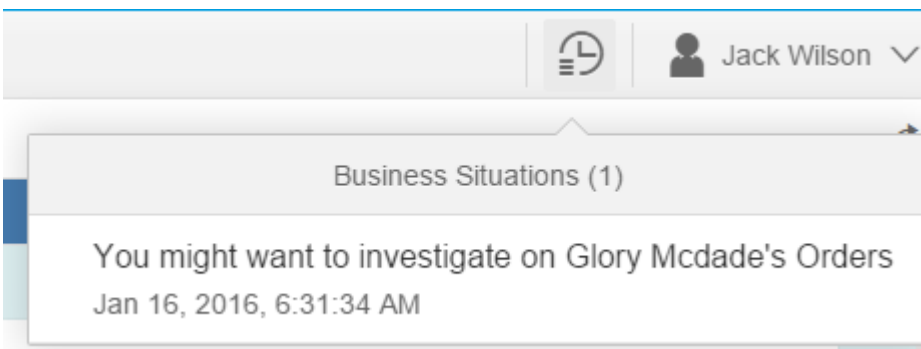 Jack Wilson
Business Situations (1)
You might want to investigate on Glory Mcdade's Orders
Jan 16, 2016, 6:31:34 AM